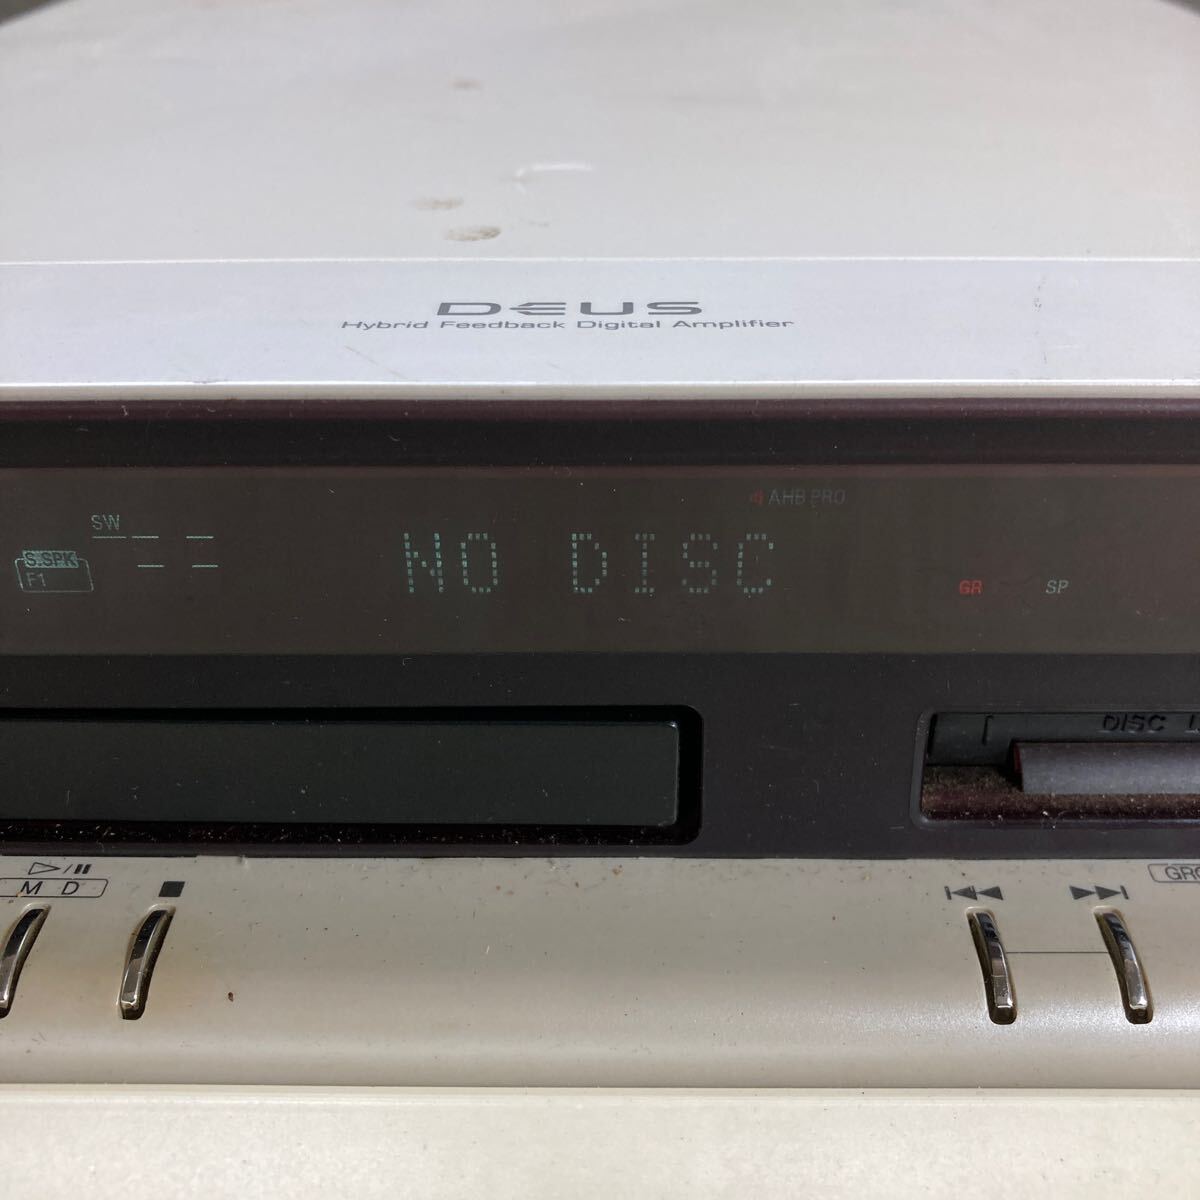 DEUS
Hybrid Feedback Digital Amplifier
AHB PRO
SW
S.SPK
F1
NO DISC
GR SP
DISC
MD